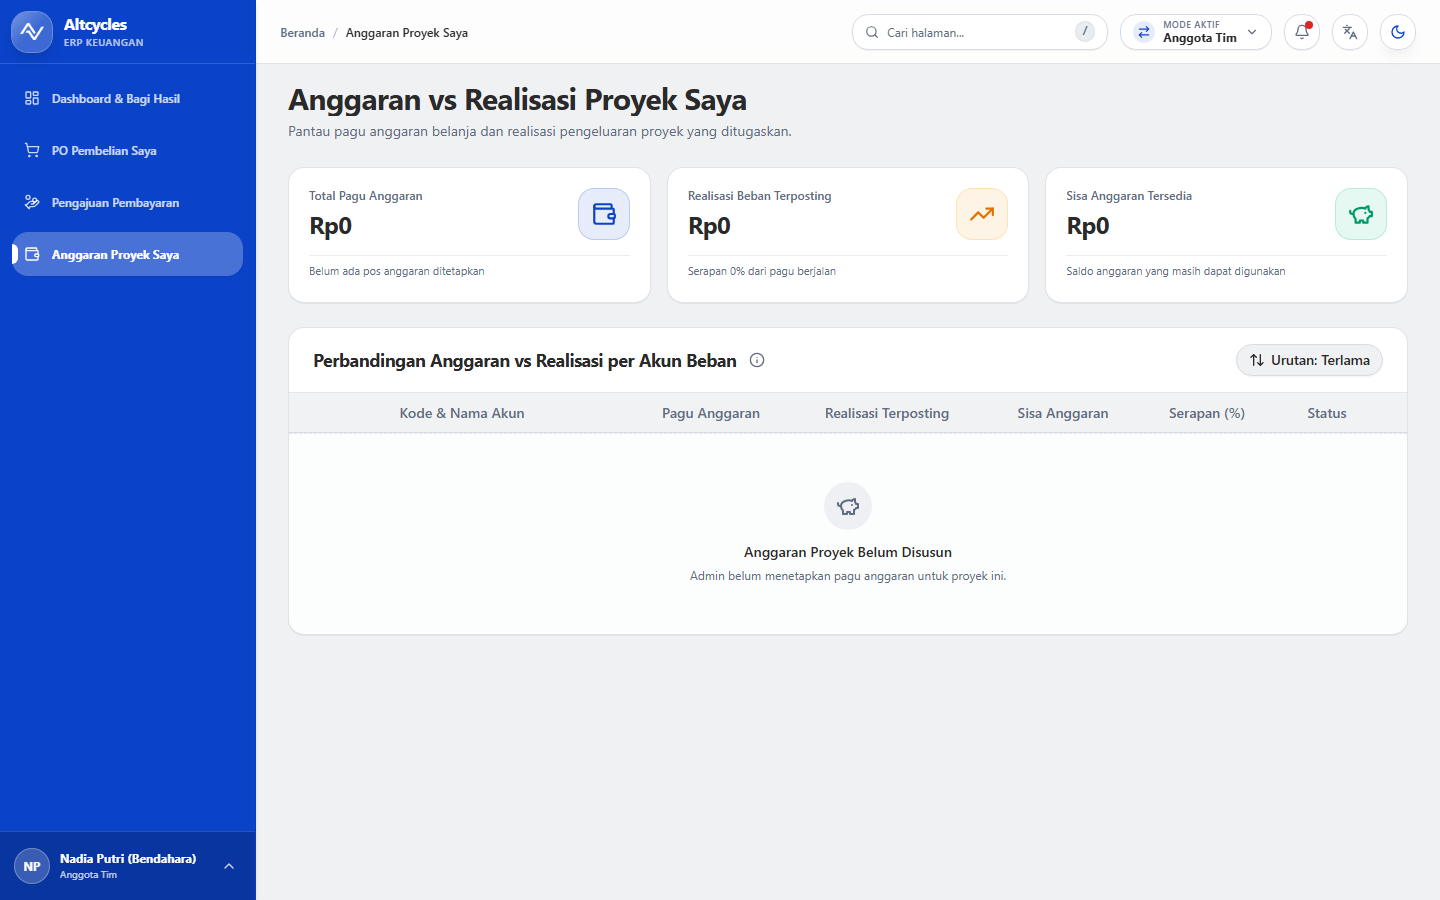 Altcycles
ERP KEUANGAN
Dashboard & Bagi Hasil
PO Pembelian Saya
Pengajuan Pembayaran
Anggaran Proyek Saya
NP
Nadia Putri (Bendahara)
Anggota Tim
Beranda / Anggaran Proyek Saya
Cari halaman...
/
MODE AKTIF
Anggota Tim
Anggaran vs Realisasi Proyek Saya
Pantau pagu anggaran belanja dan realisasi pengeluaran proyek yang ditugaskan.
Total Pagu Anggaran
Rp0
Belum ada pos anggaran ditetapkan
Realisasi Beban Terposting
Rp0
Serapan 0% dari pagu berjalan
Sisa Anggaran Tersedia
Rp0
Saldo anggaran yang masih dapat digunakan
Perbandingan Anggaran vs Realisasi per Akun Beban
Urutan: Terlama
Kode & Nama Akun Pagu Anggaran Realisasi Terposting Sisa Anggaran Serapan (%) Status
Anggaran Proyek Belum Disusun
Admin belum menetapkan pagu anggaran untuk proyek ini.